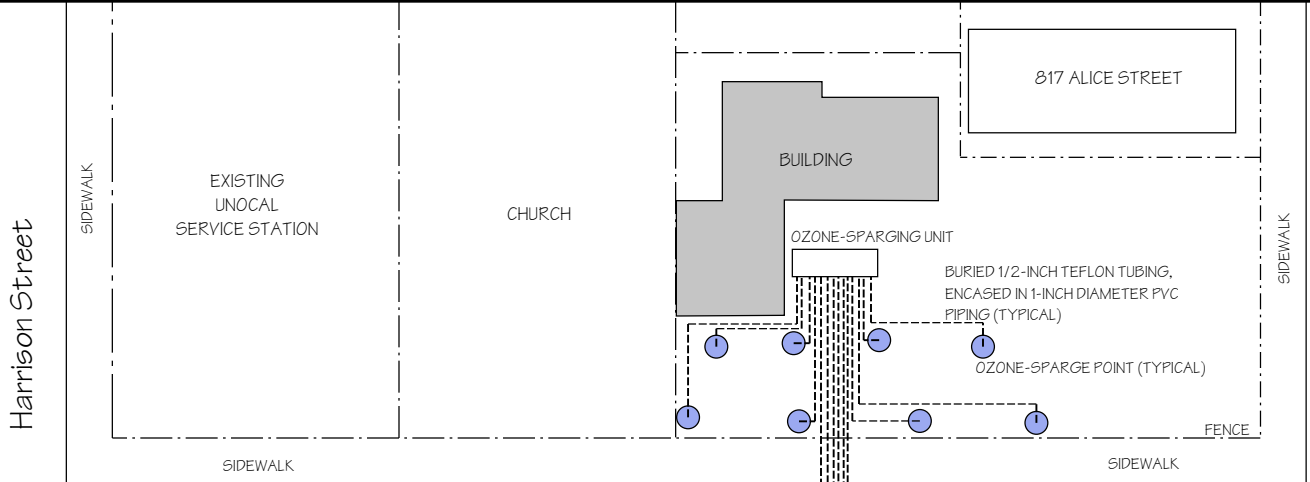 817 ALICE STREET
BUILDING
SIDEWALK
EXISTING
UNOCAL
SERVICE STATION
CHURCH
Harrison Street
OZONE-SPARGING UNIT
SIDEWALK
BURIED 1/2-INCH TEFLON TUBING,
ENCASED IN 1-INCH DIAMETER PVC
PIPING (TYPICAL)
OZONE-SPARGE POINT (TYPICAL)
FENCE
SIDEWALK
SIDEWALK